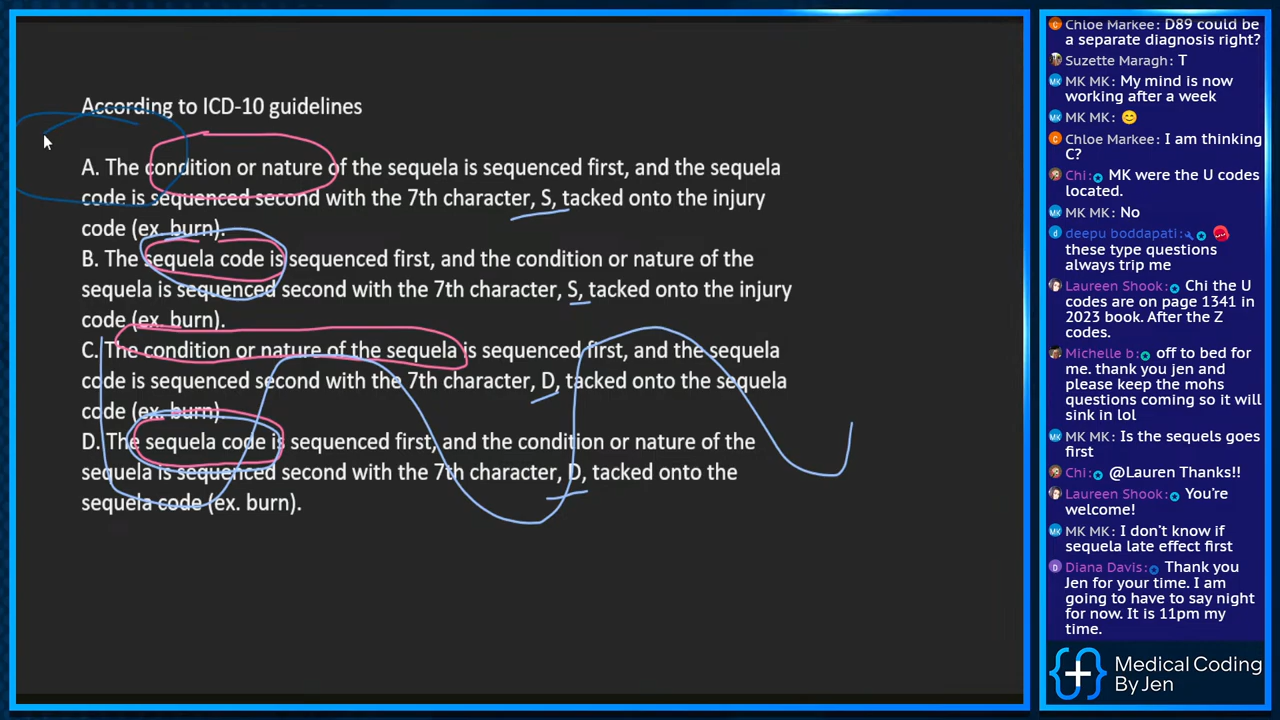 According to ICD-10 guidelines
A. The condition or nature of the sequela is sequenced first, and the sequela
code is sequenced second with the 7th character, S, tacked onto the injury
code (ex. burn).
B. The sequela code is sequenced first, and the condition or nature of the
sequela is sequenced second with the 7th character, S, tacked onto the injury
code (ex. burn).
C. The condition or nature of the sequela is sequenced first, and the sequela
code is sequenced second with the 7th character, D, tacked onto the sequela
code (ex. burn).
D. The sequela code is sequenced first, and the condition or nature of the
sequela is sequenced second with the 7th character, D, tacked onto the
sequela code (ex. burn).
Chloe Markee: D89 could be
a separate diagnosis right?
Suzette Maragh: T
MK MK: My mind is now
working after a week
MK MK: 😊
Chloe Markee: I am thinking
C?
Chi: MK were the U codes
located.
MK MK: No
deepu boddapati:
these type questions
always trip me
Laureen Shook: Chi the U
codes are on page 1341 in
2023 book. After the Z
codes.
Michelle b: off to bed for
me. thank you jen and
please keep the mohs
questions coming so it will
sink in lol
MK MK: Is the sequels goes
first
Chi: @Lauren Thanks!!
Laureen Shook: You're
welcome!
MK MK: I don't know if
sequela late effect first
Diana Davis: Thank you
Jen for your time. I am
going to have to say night
for now. It is 11pm my
time.
Medical Coding
By Jen